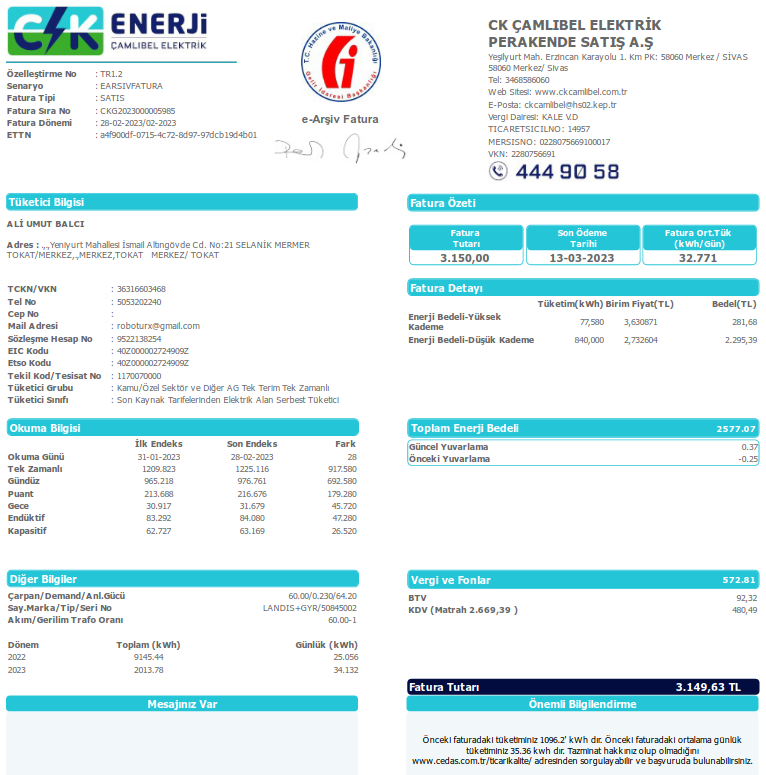 CK ENERJi
ÇAMLIBEL ELEKTRİK
Özelleştirme No : TR1.2
Senaryo : EARSIVFATURA
Fatura Tipi : SATIS
Fatura Sıra No : CKG2023000005985
Fatura Dönemi : 28-02-2023/02-2023
ETTN : a4f900df-0715-4c72-8d97-97dcb19d4b01
T.C. Hazine ve Maliye Bakanlığı
Gelir İdaresi Başkanlığı
e-Arşiv Fatura
CK ÇAMLIBEL ELEKTRİK
PERAKENDE SATIŞ A.Ş
Yeşilyurt Mah. Erzincan Karayolu 1. Km PK: 58060 Merkez / SİVAS
58060 Merkez/ Sivas
Tel: 3468586060
Web Sitesi: www.ckcamlibel.com.tr
E-Posta: ckcamlibel@hs02.kep.tr
Vergi Dairesi: KALE V.D
TICARETSICILNO: 14957
MERSISNO: 0228075669100017
VKN: 2280756691
444 90 58
Tüketici Bilgisi
ALİ UMUT BALCI
Adres : .,.,Yeniyurt Mahallesi İsmail Altıngövde Cd. No:21 SELANİK MERMER
TOKAT/MERKEZ,.,MERKEZ,TOKAT MERKEZ/ TOKAT
TCKN/VKN : 36316603468
Tel No : 5053202240
Cep No :
Mail Adresi : roboturx@gmail.com
Sözleşme Hesap No : 9522138254
EIC Kodu : 40Z000002724909Z
Etso Kodu : 40Z000002724909Z
Tekil Kod/Tesisat No : 1170070000
Tüketici Grubu : Kamu/Özel Sektör ve Diğer AG Tek Terim Tek Zamanlı
Tüketici Sınıfı : Son Kaynak Tarifelerinden Elektrik Alan Serbest Tüketici
Fatura Özeti
Fatura Tutarı Son Ödeme Tarihi Fatura Ort.Tük (kWh/Gün)
3.150,00 13-03-2023 32.771
Fatura Detayı
Tüketim(kWh) Birim Fiyat(TL) Bedel(TL)
Enerji Bedeli-Yüksek
Kademe 77,580 3,630871 281,68
Enerji Bedeli-Düşük Kademe 840,000 2,732604 2.295,39
Okuma Bilgisi
İlk Endeks Son Endeks Fark
Okuma Günü 31-01-2023 28-02-2023 28
Tek Zamanlı 1209.823 1225.116 917.580
Gündüz 965.218 976.761 692.580
Puant 213.688 216.676 179.280
Gece 30.917 31.679 45.720
Endüktif 83.292 84.080 47.280
Kapasitif 62.727 63.169 26.520
Toplam Enerji Bedeli 2577.07
Güncel Yuvarlama 0.37
Önceki Yuvarlama -0.25
Diğer Bilgiler
Çarpan/Demand/Anl.Gücü 60.00/0.230/64.20
Say.Marka/Tip/Seri No LANDIS+GYR/50845002
Akım/Gerilim Trafo Oranı 60.00-1
Dönem Toplam (kWh) Günlük (kWh)
2022 9145.44 25.056
2023 2013.78 34.132
Vergi ve Fonlar 572.81
BTV 92,32
KDV (Matrah 2.669,39 ) 480,49
Fatura Tutarı 3.149,63 TL
Mesajınız Var
Önemli Bilgilendirme
Önceki faturadaki tüketiminiz 1096.2' kWh dır. Önceki faturadaki ortalama günlük
tüketiminiz 35.36 kwh dır. Tazminat hakkınız olup olmadığını
www.cedas.com.tr/ticarikalite/ adresinden sorgulayabilir ve başvuruda bulunabilirsiniz.